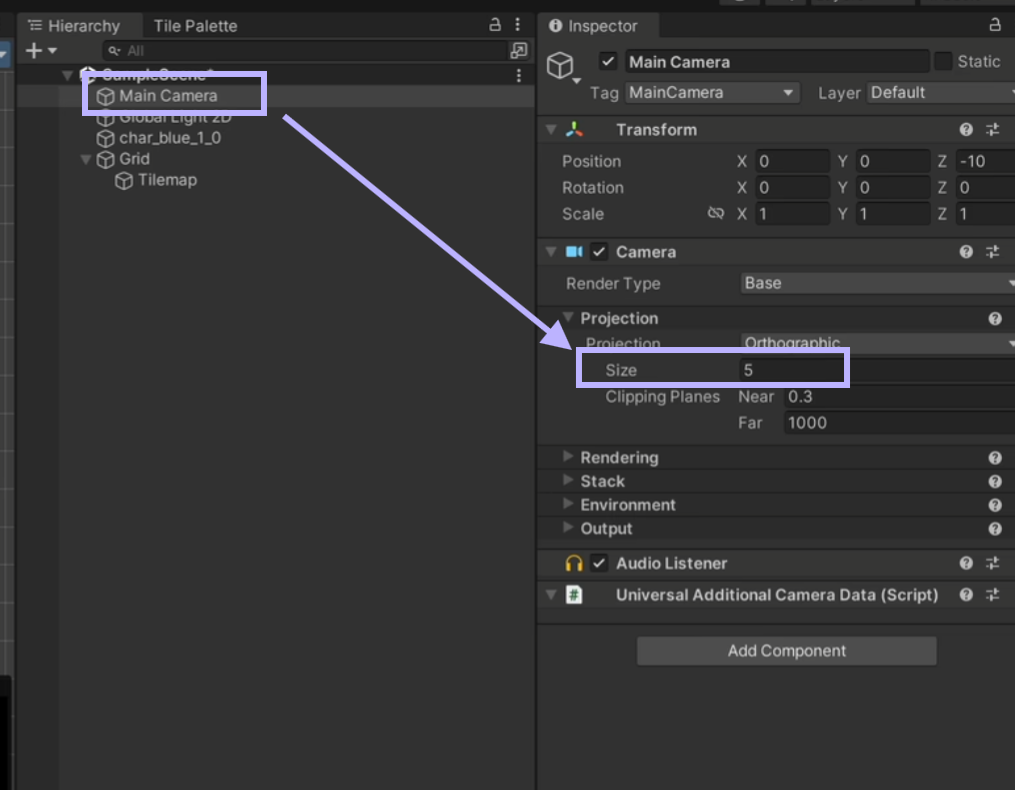 Hierarchy
Tile Palette
All
SampleScene*
Main Camera
Global Light 2D
char_blue_1_0
Grid
Tilemap
Inspector
Main Camera
Static
Tag MainCamera Layer Default
Transform
Position X 0 Y 0 Z -10
Rotation X 0 Y 0 Z 0
Scale X 1 Y 1 Z 1
Camera
Render Type Base
Projection
Projection Orthographic
Size 5
Clipping Planes Near 0.3
Far 1000
Rendering
Stack
Environment
Output
Audio Listener
# Universal Additional Camera Data (Script)
Add Component